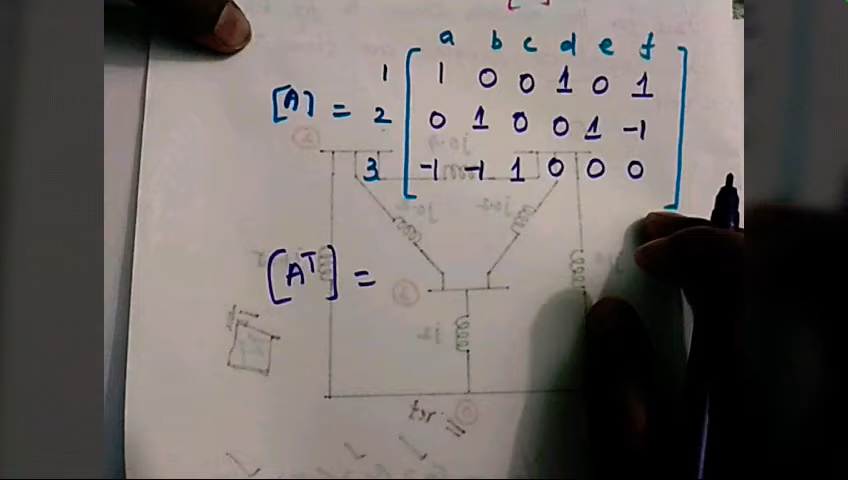 a b c d e f
1 1 0 0 1 0 1
[A] = 2 0 1 0 0 1 -1
3 -1 -1 1 0 0 0
[Aᵀ] =